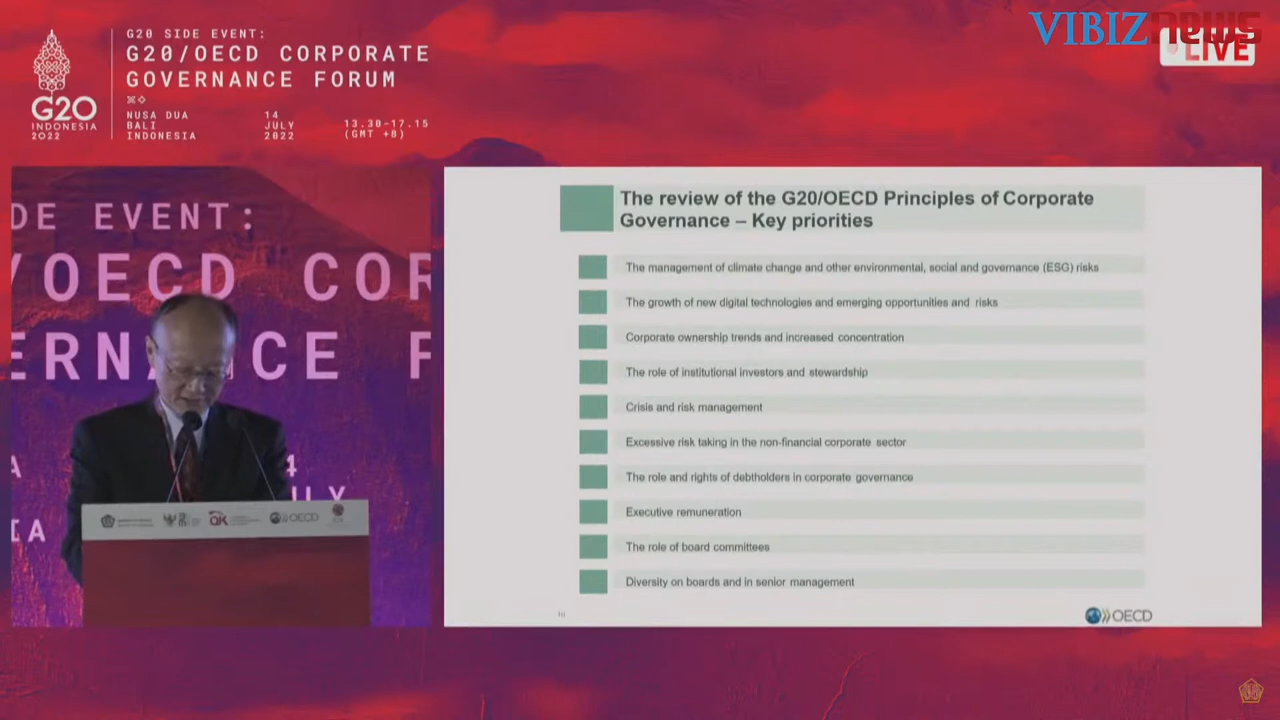 G20 SIDE EVENT:
G20/OECD CORPORATE
GOVERNANCE FORUM
G20
INDONESIA
2022
NUSA DUA
BALI
INDONESIA
14
JULY
2022
13.30-17.15
(GMT +8)
VIBIZnews
LIVE
DE EVENT:
/OECD COR
ERNANCE F
A
4
JULY
IA
OECD
The review of the G20/OECD Principles of Corporate
Governance – Key priorities
The management of climate change and other environmental, social and governance (ESG) risks
The growth of new digital technologies and emerging opportunities and risks
Corporate ownership trends and increased concentration
The role of institutional investors and stewardship
Crisis and risk management
Excessive risk taking in the non-financial corporate sector
The role and rights of debtholders in corporate governance
Executive remuneration
The role of board committees
Diversity on boards and in senior management
OECD